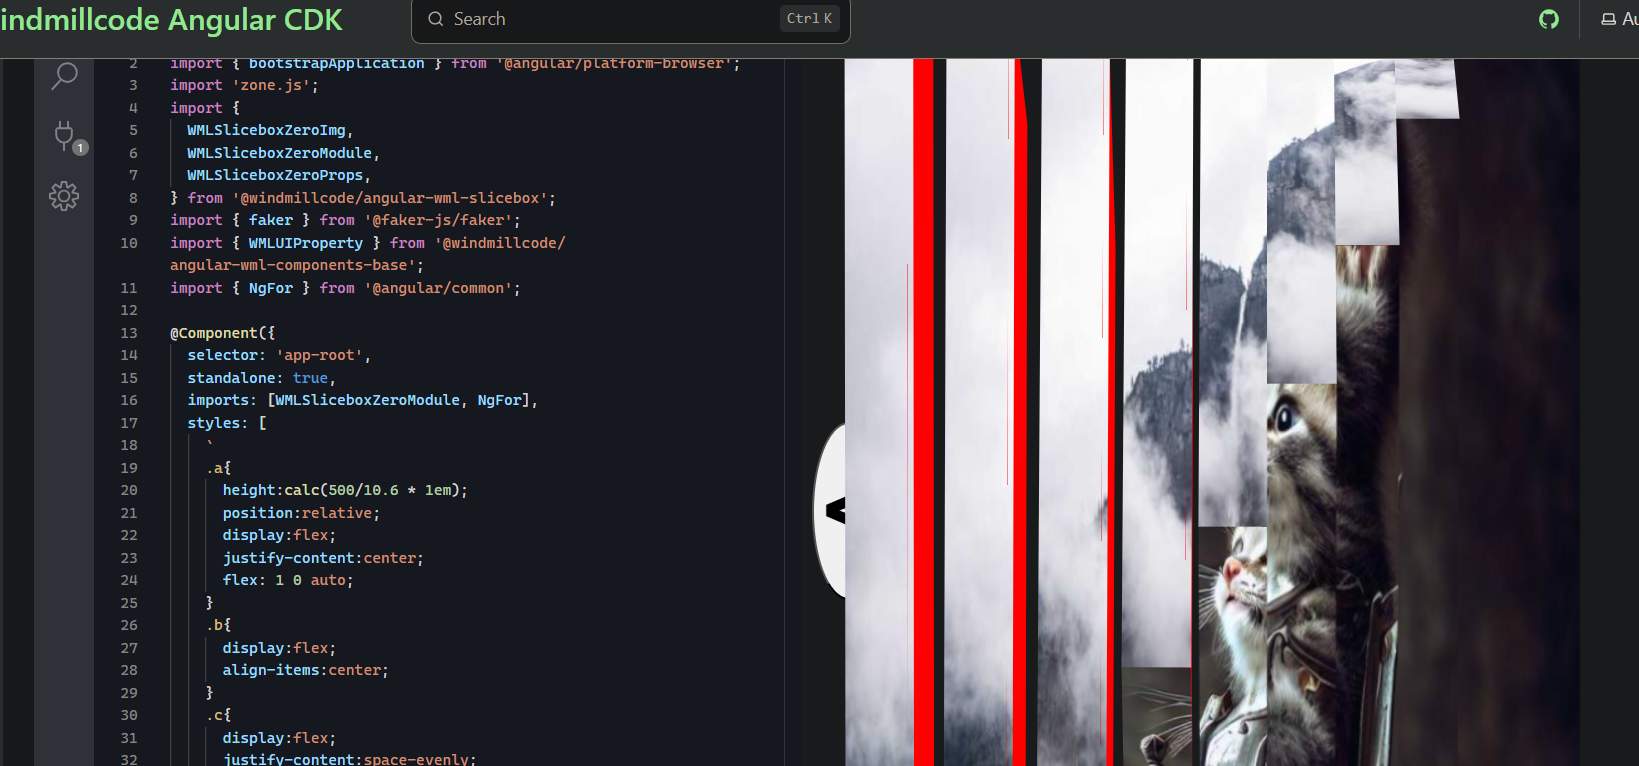 indmillcode Angular CDK
Search
Ctrl K
Au
1
2 import { bootstrapApplication } from '@angular/platform-browser';
3 import 'zone.js';
4 import {
5 WMLSliceboxZeroImg,
6 WMLSliceboxZeroModule,
7 WMLSliceboxZeroProps,
8 } from '@windmillcode/angular-wml-slicebox';
9 import { faker } from '@faker-js/faker';
10 import { WMLUIProperty } from '@windmillcode/
angular-wml-components-base';
11 import { NgFor } from '@angular/common';
12
13 @Component({
14 selector: 'app-root',
15 standalone: true,
16 imports: [WMLSliceboxZeroModule, NgFor],
17 styles: [
18 `
19 .a{
20 height:calc(500/10.6 * 1em);
21 position:relative;
22 display:flex;
23 justify-content:center;
24 flex: 1 0 auto;
25 }
26 .b{
27 display:flex;
28 align-items:center;
29 }
30 .c{
31 display:flex;
32 justify-content:space-evenly;